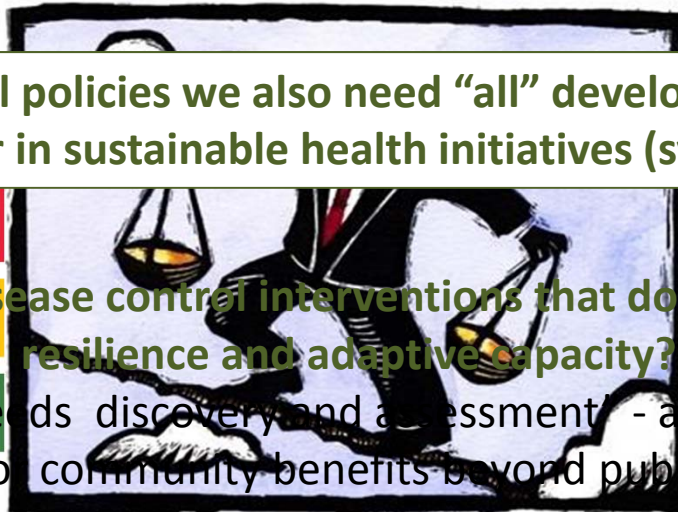 l policies we also need “all” develo
r in sustainable health initiatives (s
ease control interventions that do
resilience and adaptive capacity?
eds discovery and assessment' - a
community benefits beyond pub